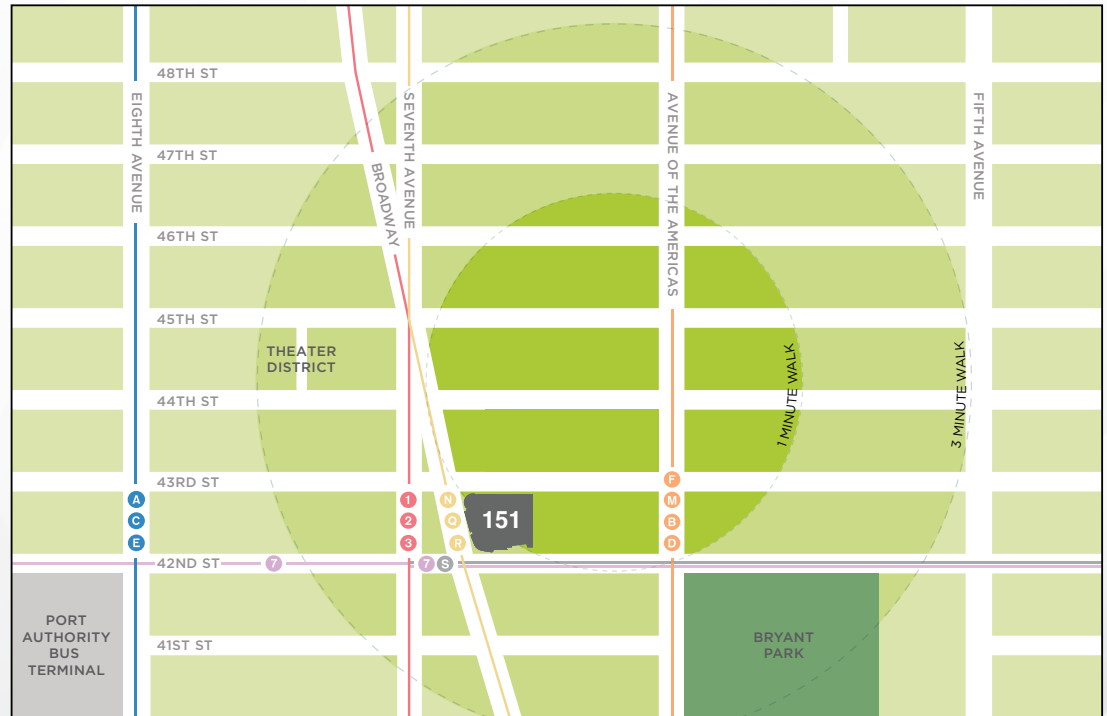 48TH ST
EIGHTH AVENUE
SEVENTH AVENUE
AVENUE OF THE AMERICAS
FIFTH AVENUE
47TH ST
BROADWAY
46TH ST
45TH ST
THEATER
DISTRICT
1 MINUTE WALK
3 MINUTE WALK
44TH ST
43RD ST
A
C
E
1
2
3
N
Q
R
151
F
M
B
D
42ND ST
7
7
S
PORT
AUTHORITY
BUS
TERMINAL
41ST ST
BRYANT
PARK